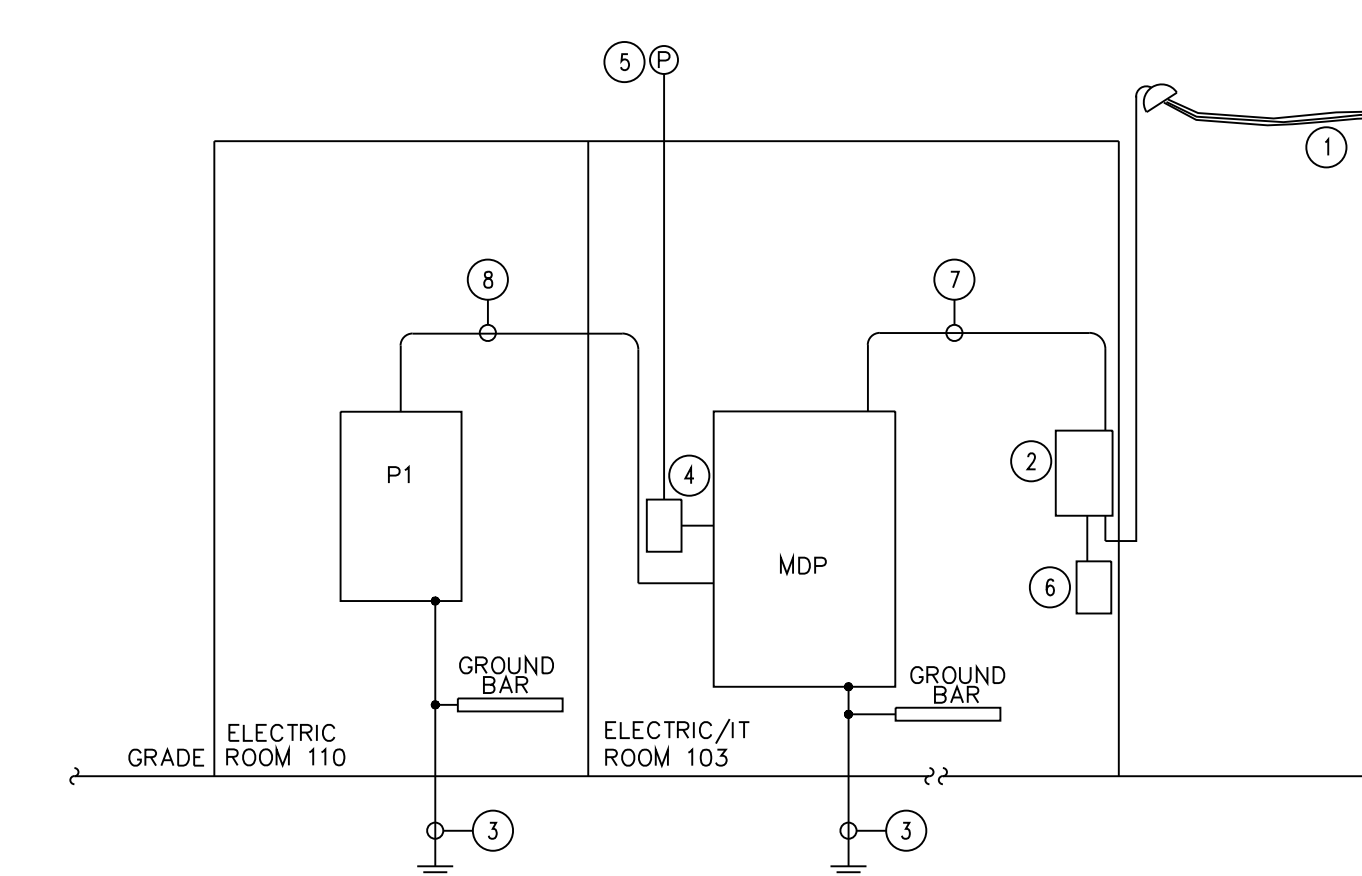 5 P
1
8
7
P1
4
2
MDP
6
GROUND
BAR
GROUND
BAR
ELECTRIC
ROOM 110
ELECTRIC/IT
ROOM 103
GRADE
3
3